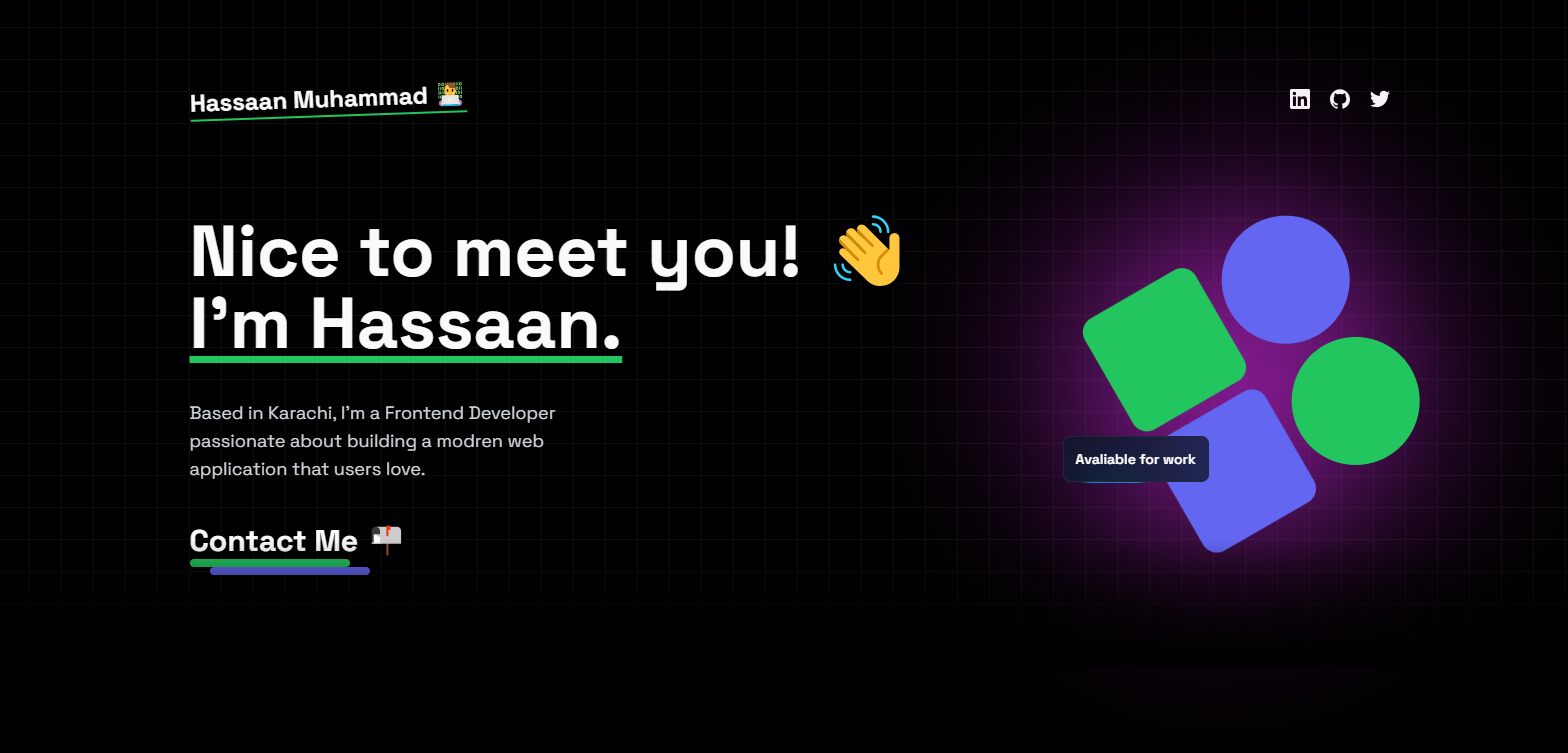 Hassaan Muhammad
Nice to meet you!
I'm Hassaan.
Based in Karachi, I'm a Frontend Developer
passionate about building a modren web
application that users love.
Avaliable for work
Contact Me